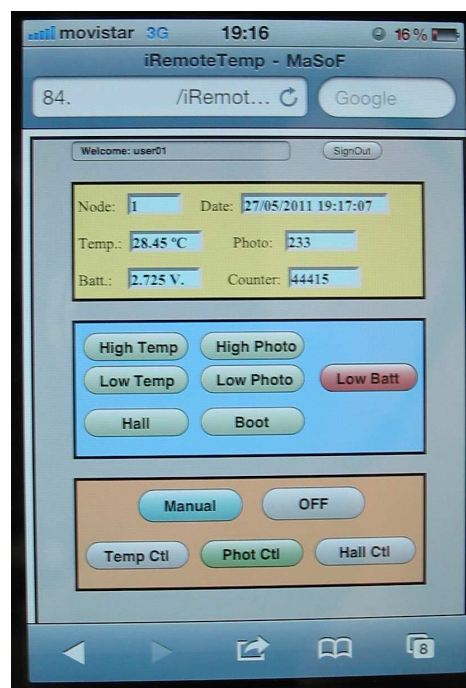 movistar 3G 19:16 16%
iRemoteTemp - MaSoF
84. /iRemot... Google
Welcome: user01 SignOut
Node: 1 Date: 27/05/2011 19:17:07
Temp.: 28.45 ºC Photo: 233
Batt.: 2.725 V. Counter: 44415
High Temp High Photo
Low Temp Low Photo Low Batt
Hall Boot
Manual OFF
Temp Ctl Phot Ctl Hall Ctl
8